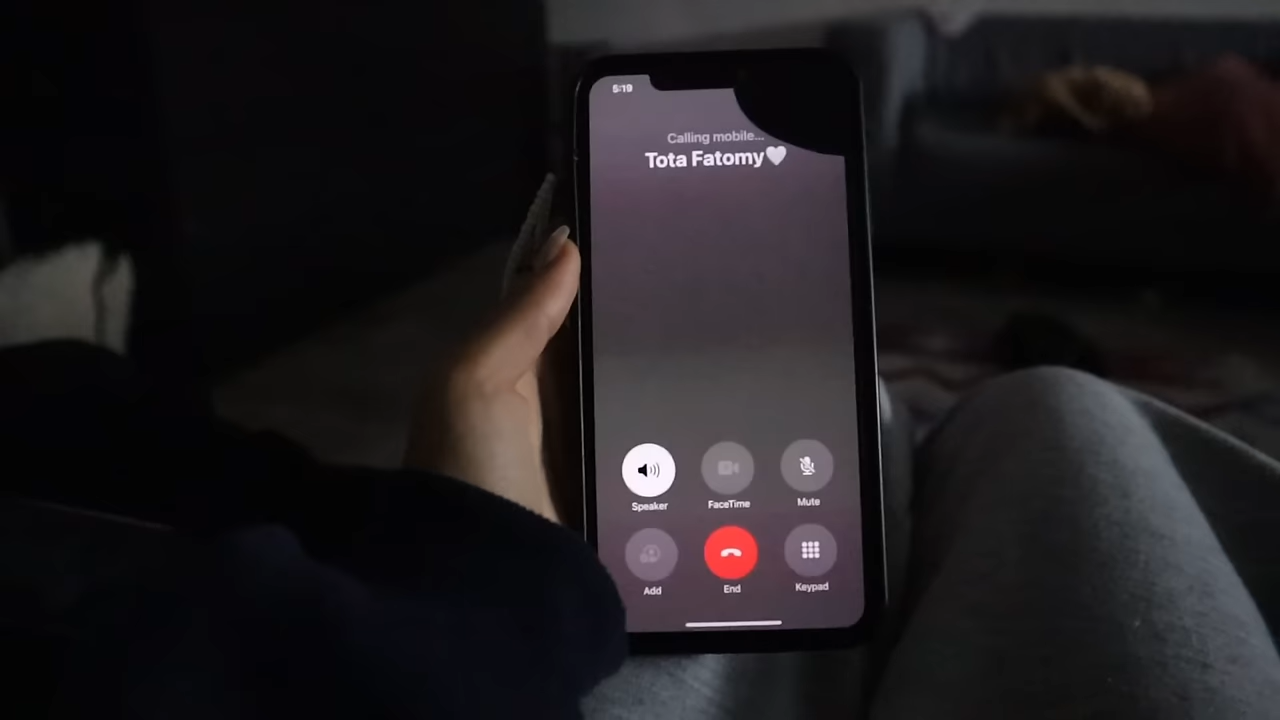 5:19
Calling mobile...
Tota Fatomy🤍
Speaker
FaceTime
Mute
Add
End
Keypad